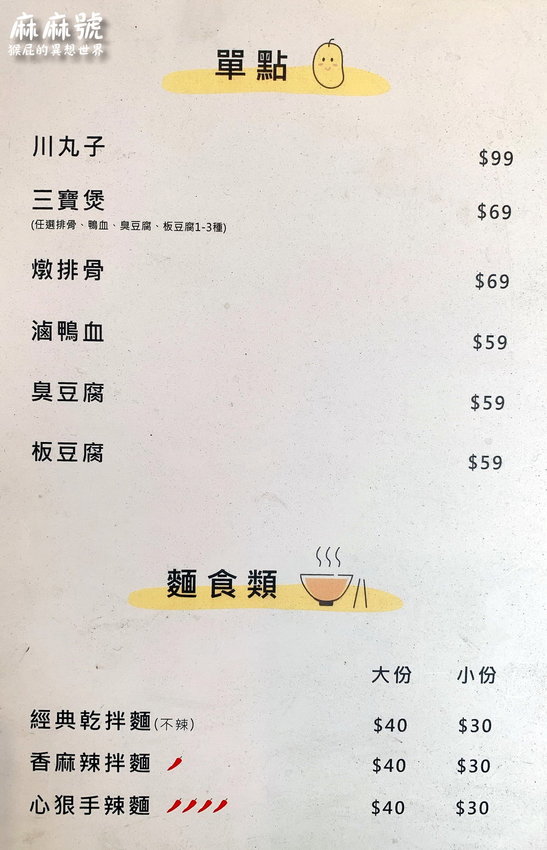 麻麻號
猴屁的異想世界
單點
川丸子 $99
三寶煲 $69
(任選排骨、鴨血、臭豆腐、板豆腐1-3種)
燉排骨 $69
滷鴨血 $59
臭豆腐 $59
板豆腐 $59
麵食類
大份 小份
經典乾拌麵(不辣) $40 $30
香麻辣拌麵 $40 $30
心狠手辣麵 $40 $30